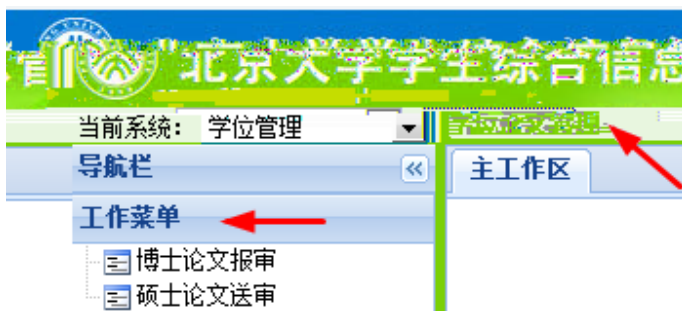 北京大学学生综合信息
当前系统： 学位管理
导航栏
主工作区
工作菜单
博士论文报审
硕士论文送审